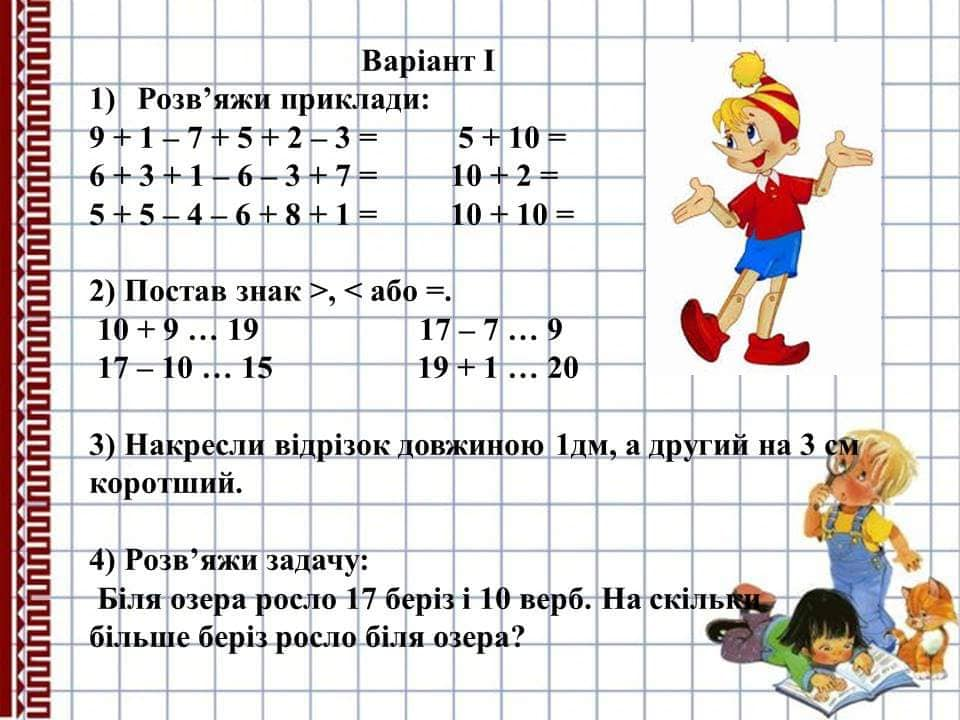 Варіант І
1) Розв’яжи приклади:
9 + 1 – 7 + 5 + 2 – 3 = 5 + 10 =
6 + 3 + 1 – 6 – 3 + 7 = 10 + 2 =
5 + 5 – 4 – 6 + 8 + 1 = 10 + 10 =
2) Постав знак >, < або =.
10 + 9 … 19 17 – 7 … 9
17 – 10 … 15 19 + 1 … 20
3) Накресли відрізок довжиною 1дм, а другий на 3 см
коротший.
4) Розв’яжи задачу:
Біля озера росло 17 беріз і 10 верб. На скільки
більше беріз росло біля озера?